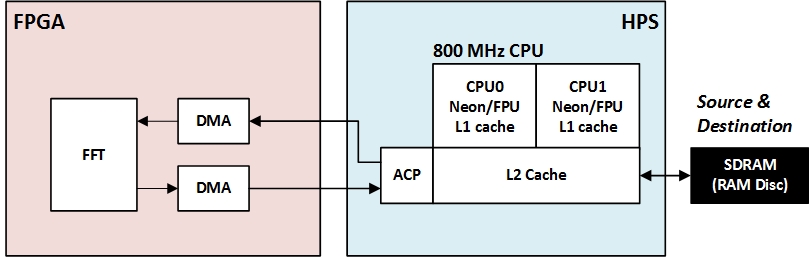 FPGA
HPS
800 MHz CPU
CPU0
Neon/FPU
L1 cache
CPU1
Neon/FPU
L1 cache
Source &
Destination
DMA
FFT
DMA
ACP
L2 Cache
SDRAM
(RAM Disc)